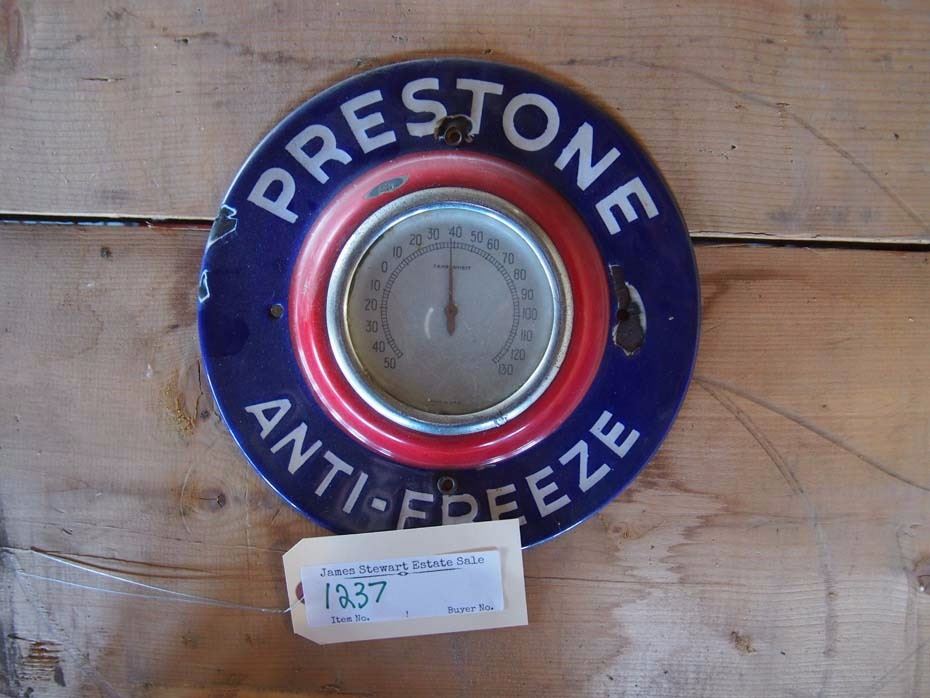 PRESTONE
50 40 30 20 10 0 10 20 30 40 50 60 70 80 90 100 110 120 130
FAHRENHEIT
ANTI-FREEZE
James Stewart Estate Sale
1237
Item No. Buyer No.